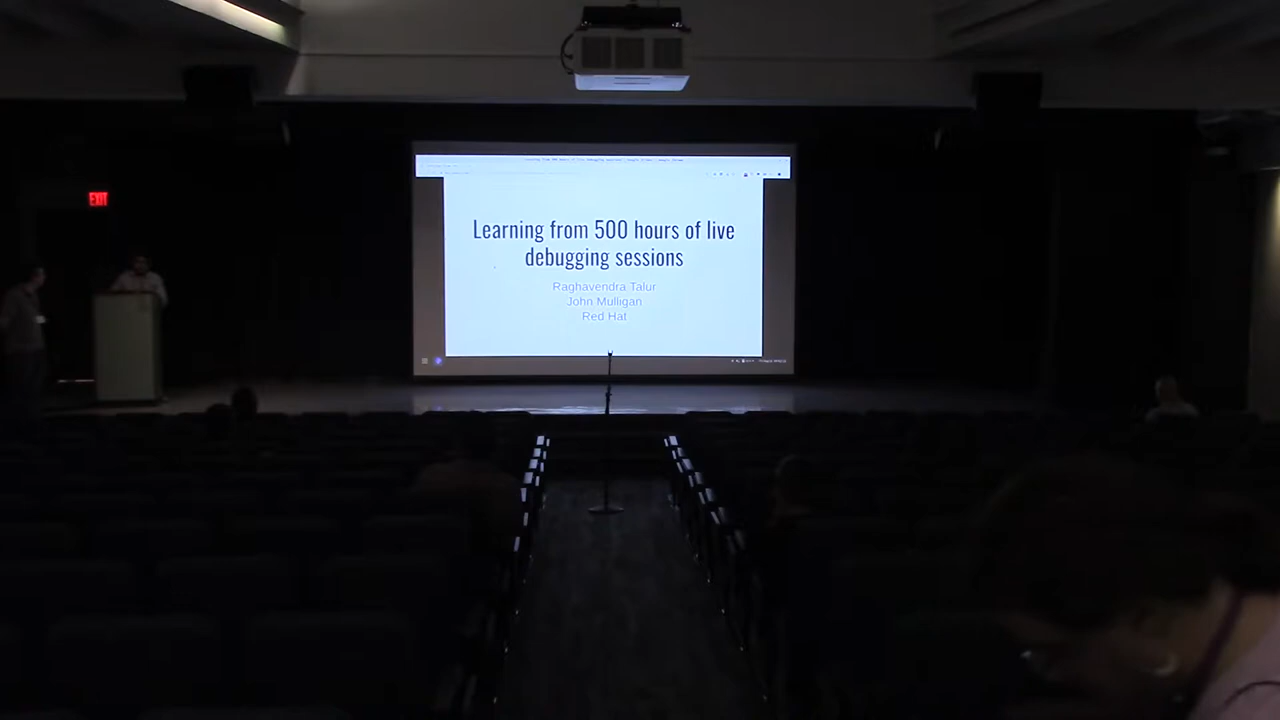 EXIT
Learning from 500 hours of live
debugging sessions
Raghavendra Talur
John Mulligan
Red Hat